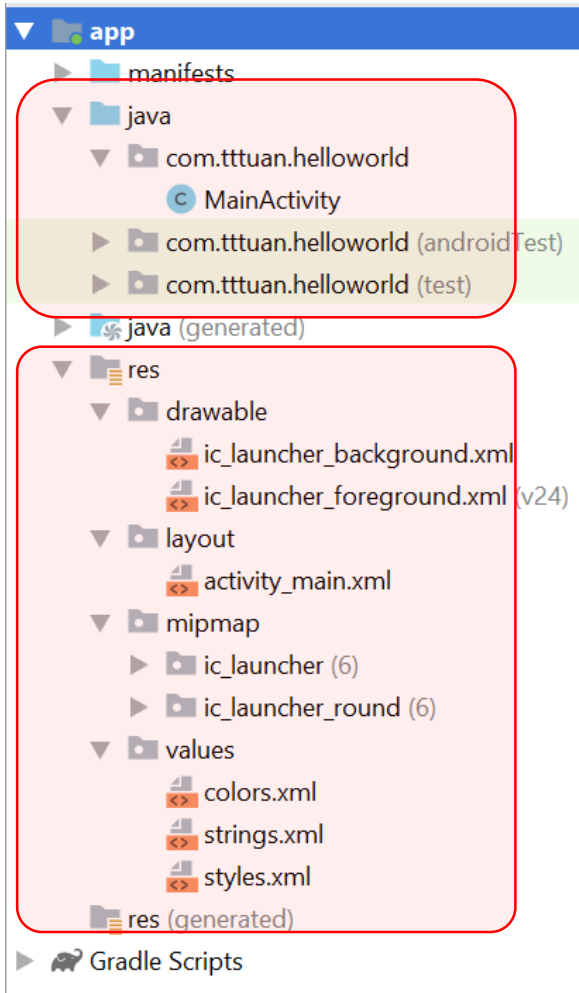 app
manifests
java
com.tttuan.helloworld
C MainActivity
com.tttuan.helloworld (androidTest)
com.tttuan.helloworld (test)
java (generated)
res
drawable
ic_launcher_background.xml
ic_launcher_foreground.xml (v24)
layout
activity_main.xml
mipmap
ic_launcher (6)
ic_launcher_round (6)
values
colors.xml
strings.xml
styles.xml
res (generated)
Gradle Scripts